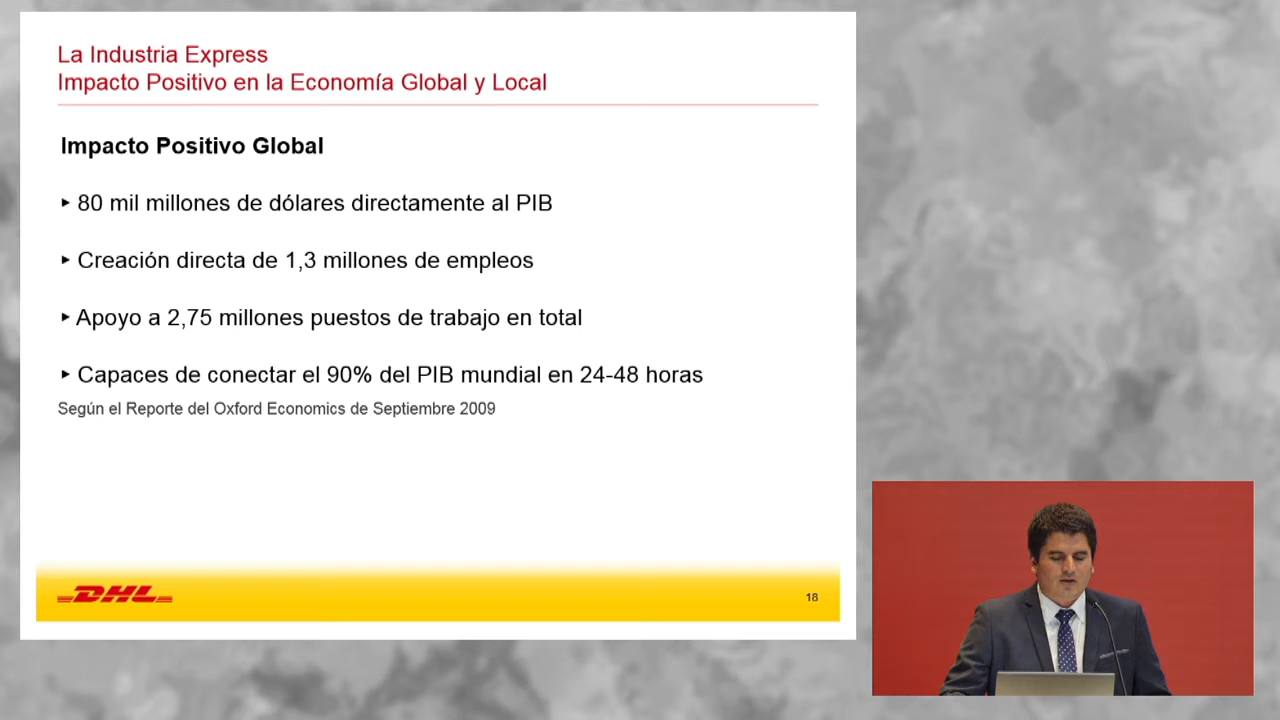 La Industria Express
Impacto Positivo en la Economía Global y Local
Impacto Positivo Global
▸ 80 mil millones de dólares directamente al PIB
▸ Creación directa de 1,3 millones de empleos
▸ Apoyo a 2,75 millones puestos de trabajo en total
▸ Capaces de conectar el 90% del PIB mundial en 24-48 horas
Según el Reporte del Oxford Economics de Septiembre 2009
DHL
18